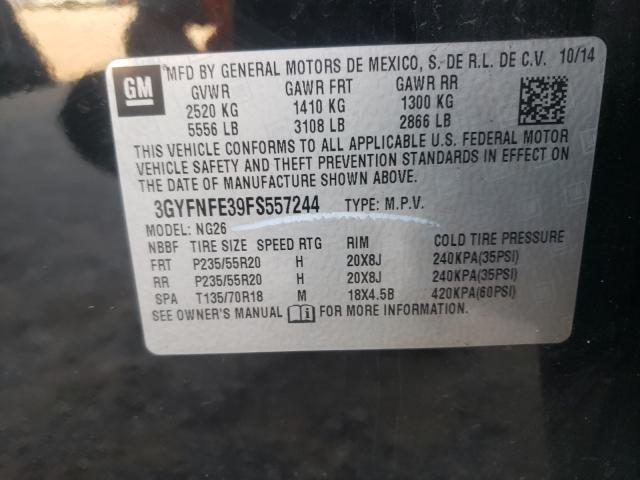 GM
MFD BY GENERAL MOTORS DE MEXICO, S. DE R.L. DE C.V. 10/14
GVWR GAWR FRT GAWR RR
2520 KG 1410 KG 1300 KG
5556 LB 3108 LB 2866 LB
THIS VEHICLE CONFORMS TO ALL APPLICABLE U.S. FEDERAL MOTOR
VEHICLE SAFETY AND THEFT PREVENTION STANDARDS IN EFFECT ON
THE DATE OF MANUFACTURE SHOWN ABOVE.
3GYFNFE39FS557244 TYPE: M.P.V.
MODEL: NG26
NBBF TIRE SIZE SPEED RTG RIM COLD TIRE PRESSURE
FRT P235/55R20 H 20X8J 240KPA(35PSI)
RR P235/55R20 H 20X8J 240KPA(35PSI)
SPA T135/70R18 M 18X4.5B 420KPA(60PSI)
SEE OWNER'S MANUAL FOR MORE INFORMATION.